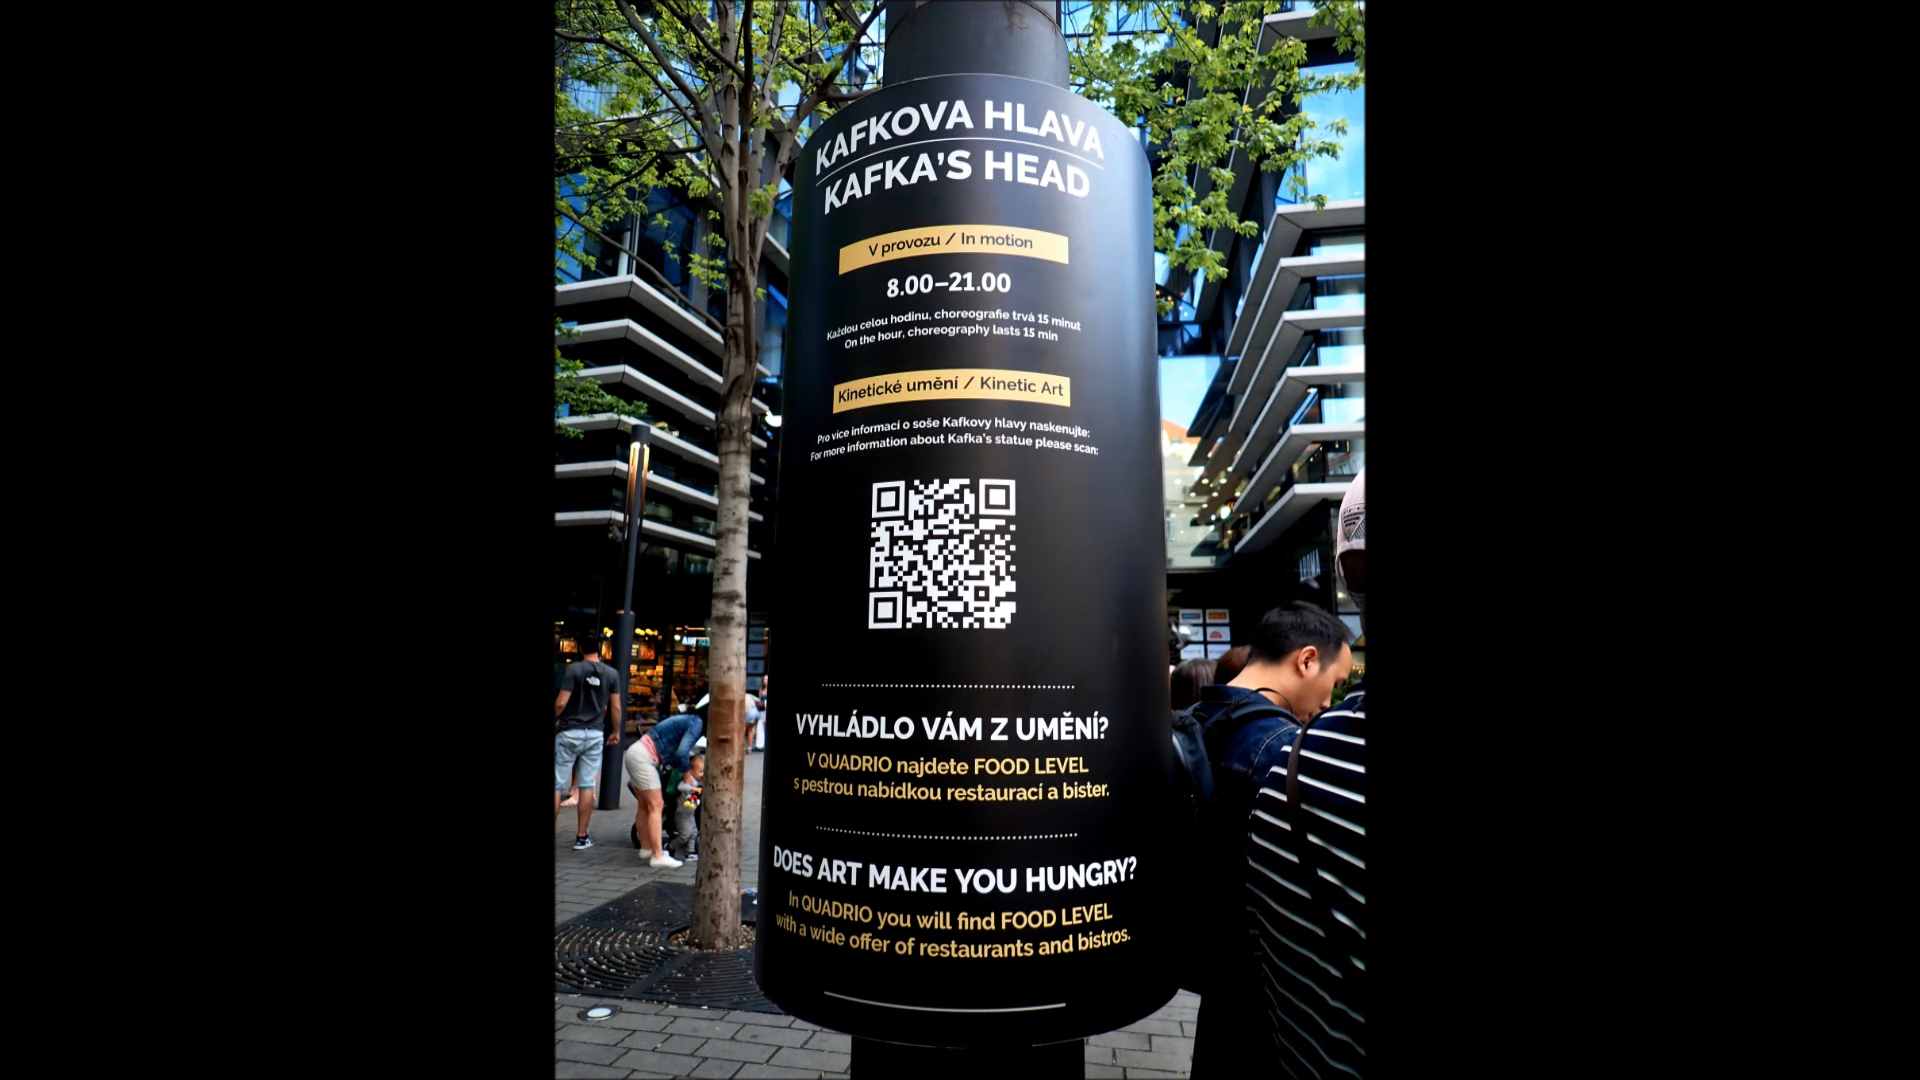 KAFKOVA HLAVA
KAFKA'S HEAD
V provozu / In motion
8.00–21.00
Každou celou hodinu, choreografie trvá 15 minut
On the hour, choreography lasts 15 min
Kinetické umění / Kinetic Art
Pro více informací o soše Kafkovy hlavy naskenujte:
For more information about Kafka's statue please scan:
VYHLÁDLO VÁM Z UMĚNÍ?
V QUADRIO najdete FOOD LEVEL
s pestrou nabídkou restaurací a bister.
DOES ART MAKE YOU HUNGRY?
In QUADRIO you will find FOOD LEVEL
with a wide offer of restaurants and bistros.